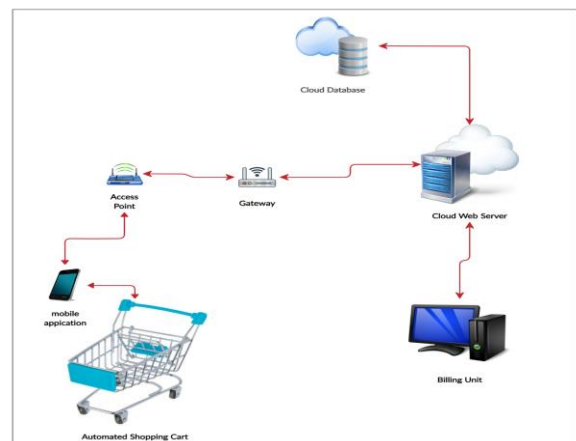 Cloud Database
Access
Point
Gateway
Cloud Web Server
mobile
appication
Billing Unit
Automated Shopping Cart